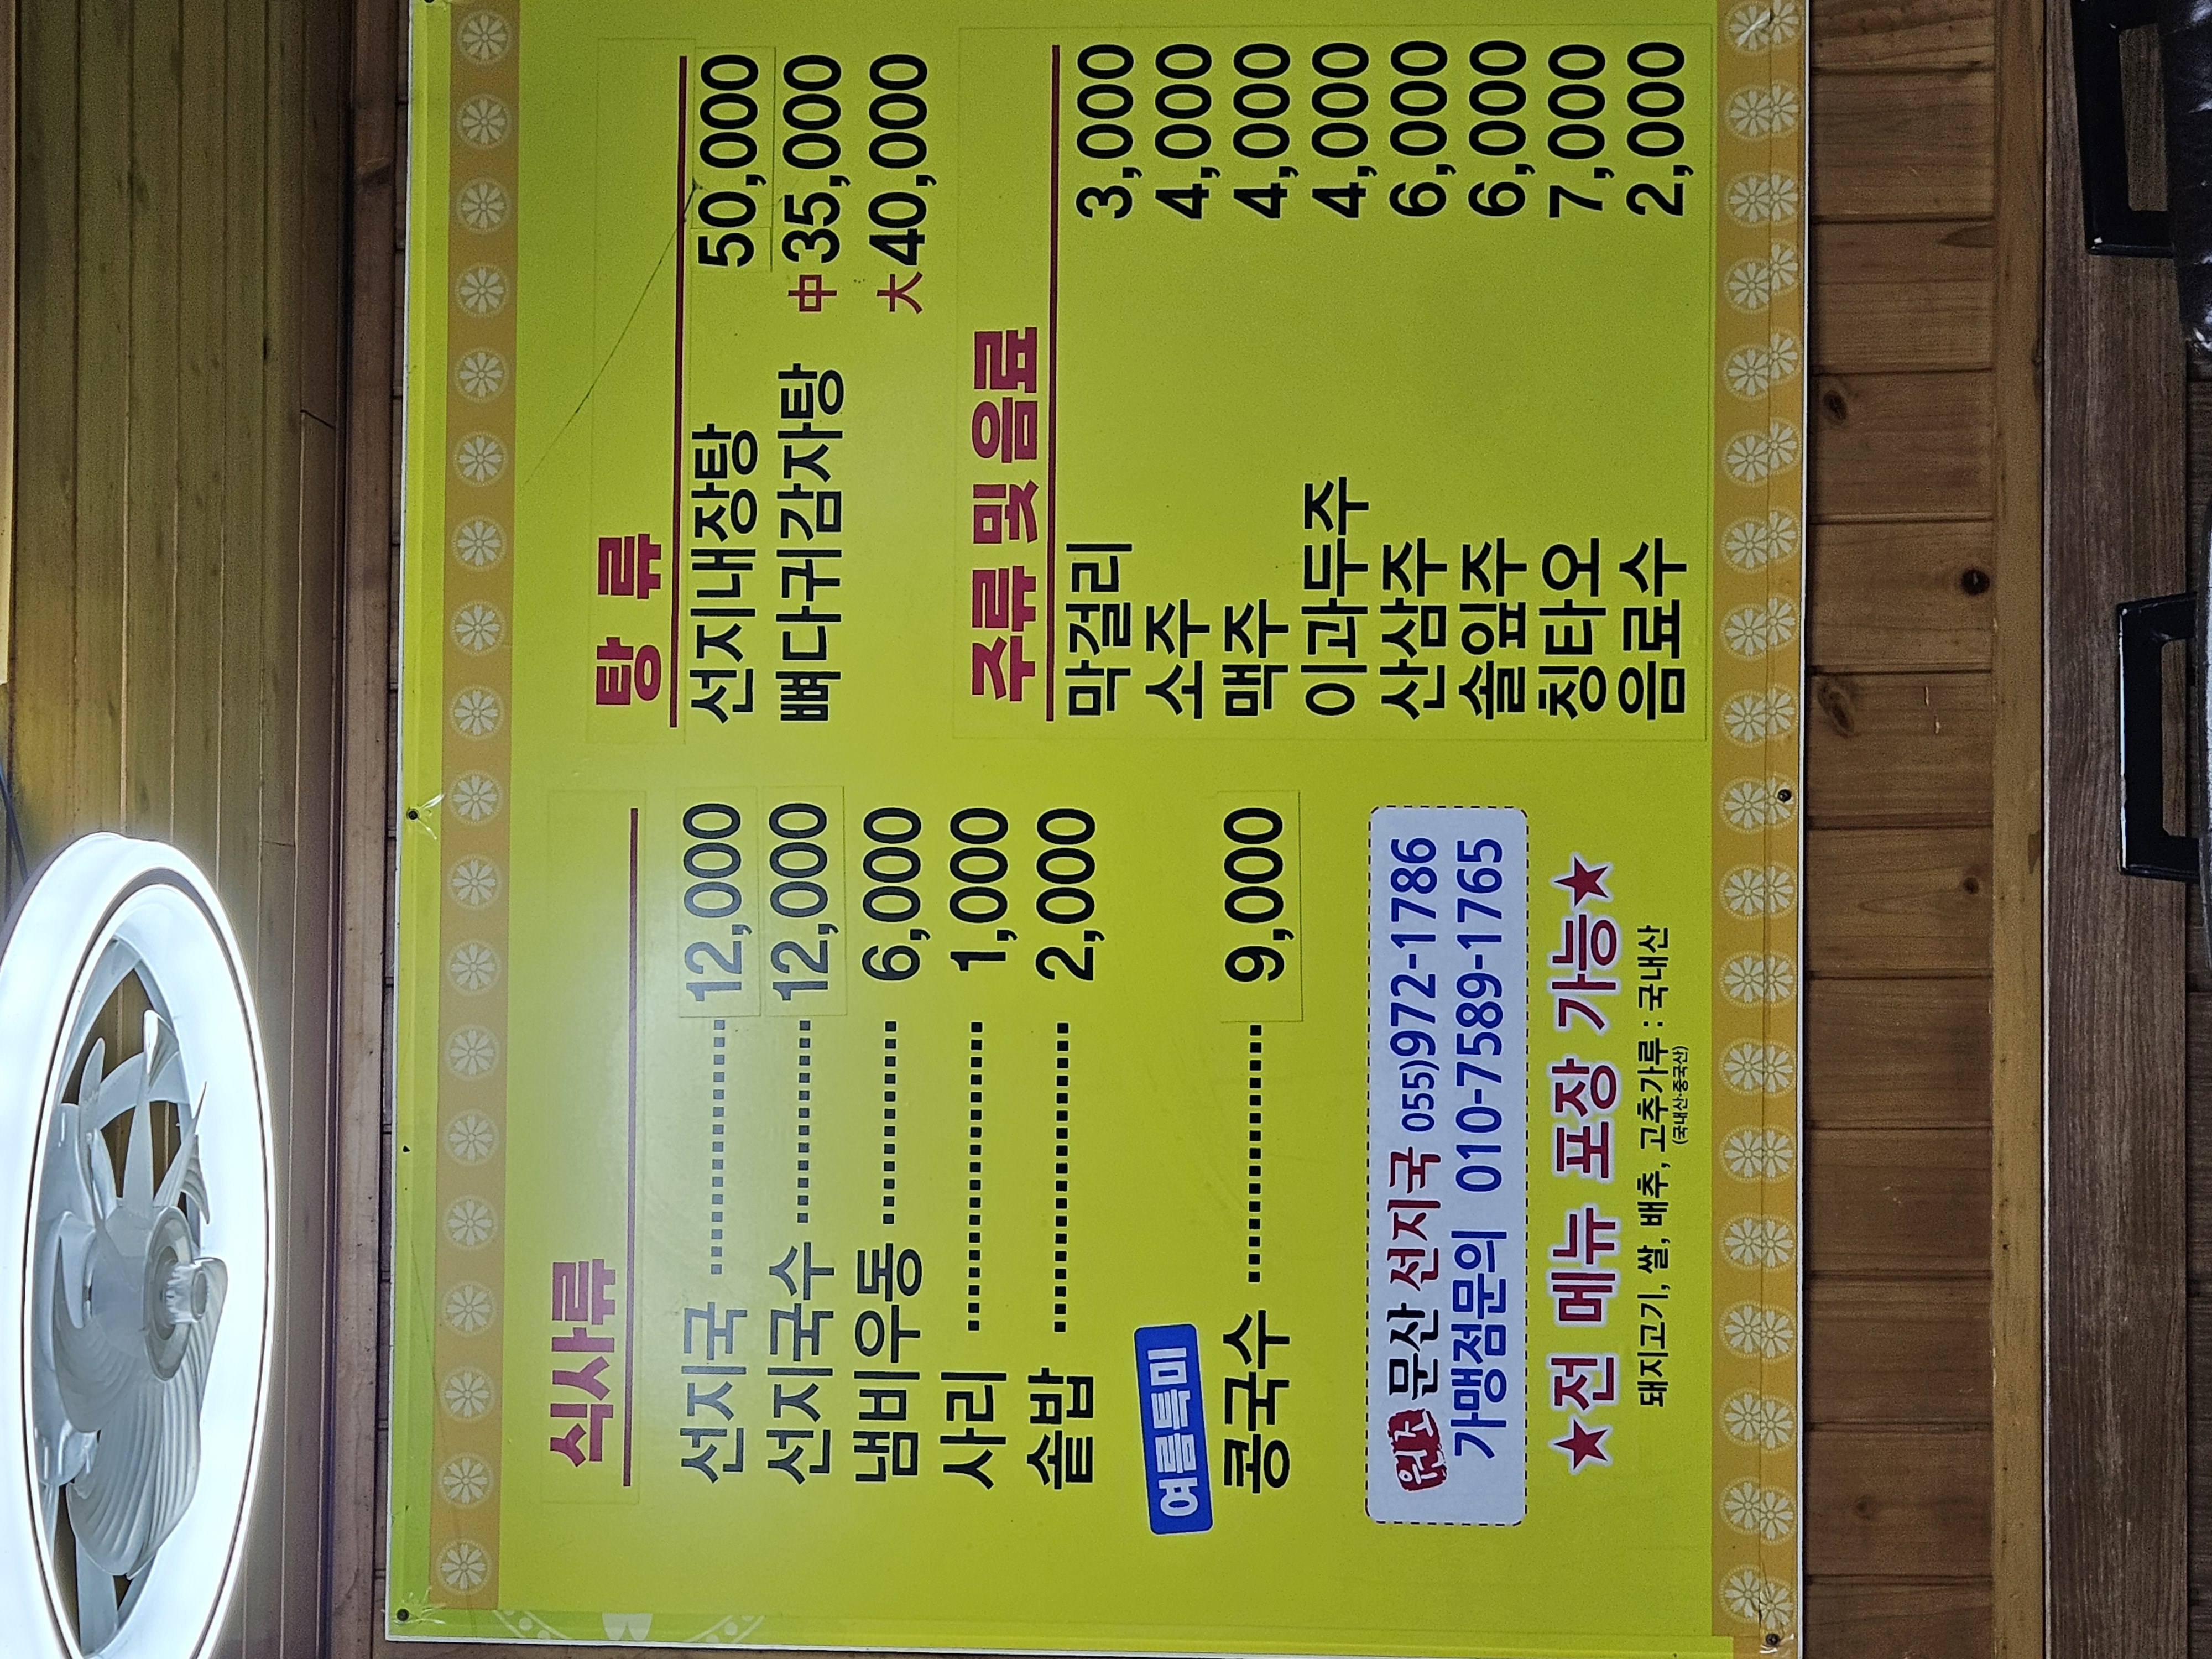 식사류
선지국 ................ 12,000
선지국수 ............ 12,000
냄비우동 ............ 6,000
사리 .................... 1,000
솥밥 .................... 2,000
여름특미
콩국수 ................ 9,000
원조 문산 선지국 055)972-1786
가맹점문의 010-7589-1765
★전 메뉴 포장 가능★
돼지고기, 쌀, 배추, 고추가루 : 국내산
(국내산·중국산)
탕 류
선지내장탕 50,000
뼈다귀감자탕 中 35,000
大 40,000
주류 및 음료
막걸리 3,000
소주 4,000
맥주 4,000
이과두주 4,000
산삼주 6,000
솔잎주 6,000
칭타오 7,000
음료수 2,000